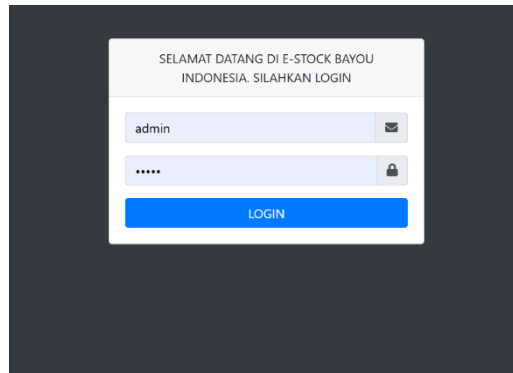 SELAMAT DATANG DI E-STOCK BAYOU
INDONESIA. SILAHKAN LOGIN
admin
•••••
LOGIN